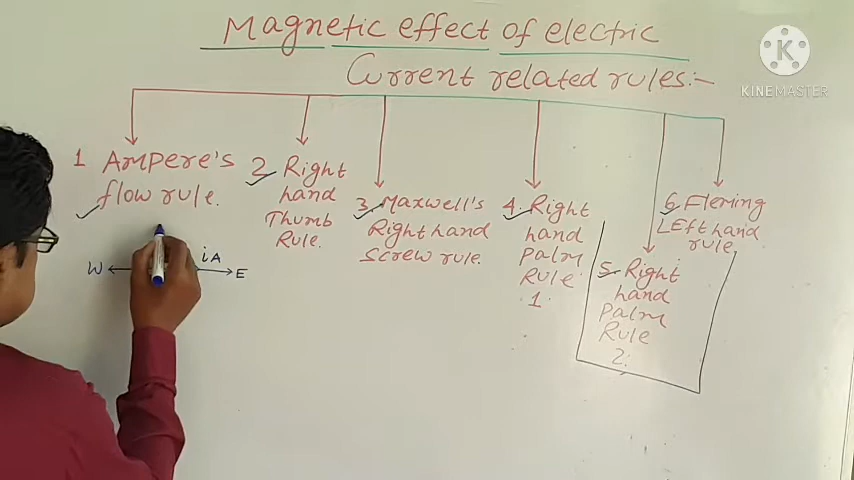 Magnetic effect of electric
Current related rules:-
1 Ampere's
flow rule.
2 Right
hand
Thumb
Rule.
3. Maxwell's
Right hand
Screw rule.
4. Right
hand
Palm
Rule
1.
5. Right
hand
Palm
Rule
2.
6. Fleming
LEft hand
rule
W
iA
E
K
KINEMASTER